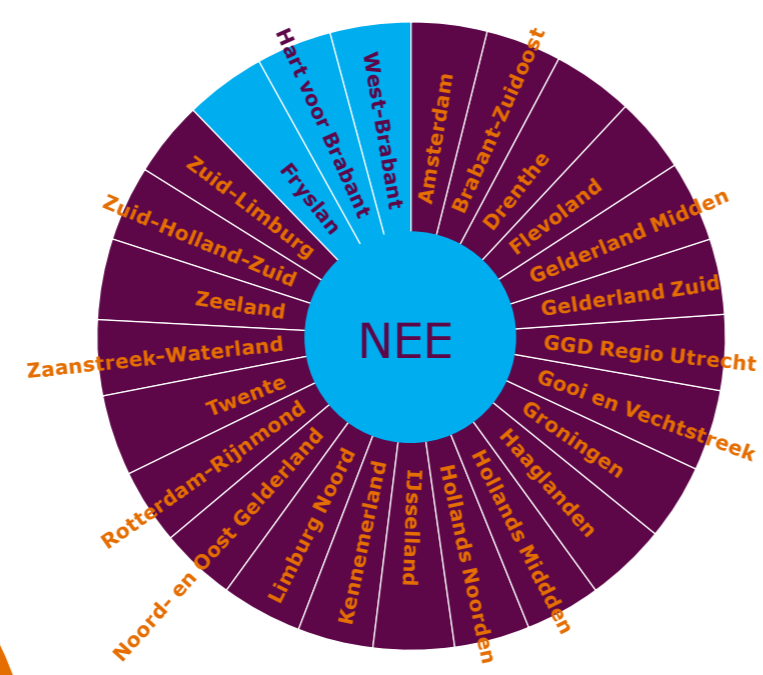 NEE
Amsterdam
Brabant-Zuidoost
Drenthe
Flevoland
Gelderland Midden
Gelderland Zuid
GGD Regio Utrecht
Gooi en Vechtstreek
Groningen
Haaglanden
Hollands Middden
Hollands Noorden
IJsselland
Kennemerland
Limburg Noord
Noord- en Oost Gelderland
Rotterdam-Rijnmond
Twente
Zaanstreek-Waterland
Zeeland
Zuid-Holland-Zuid
Zuid-Limburg
Fryslan
Hart voor Brabant
West-Brabant